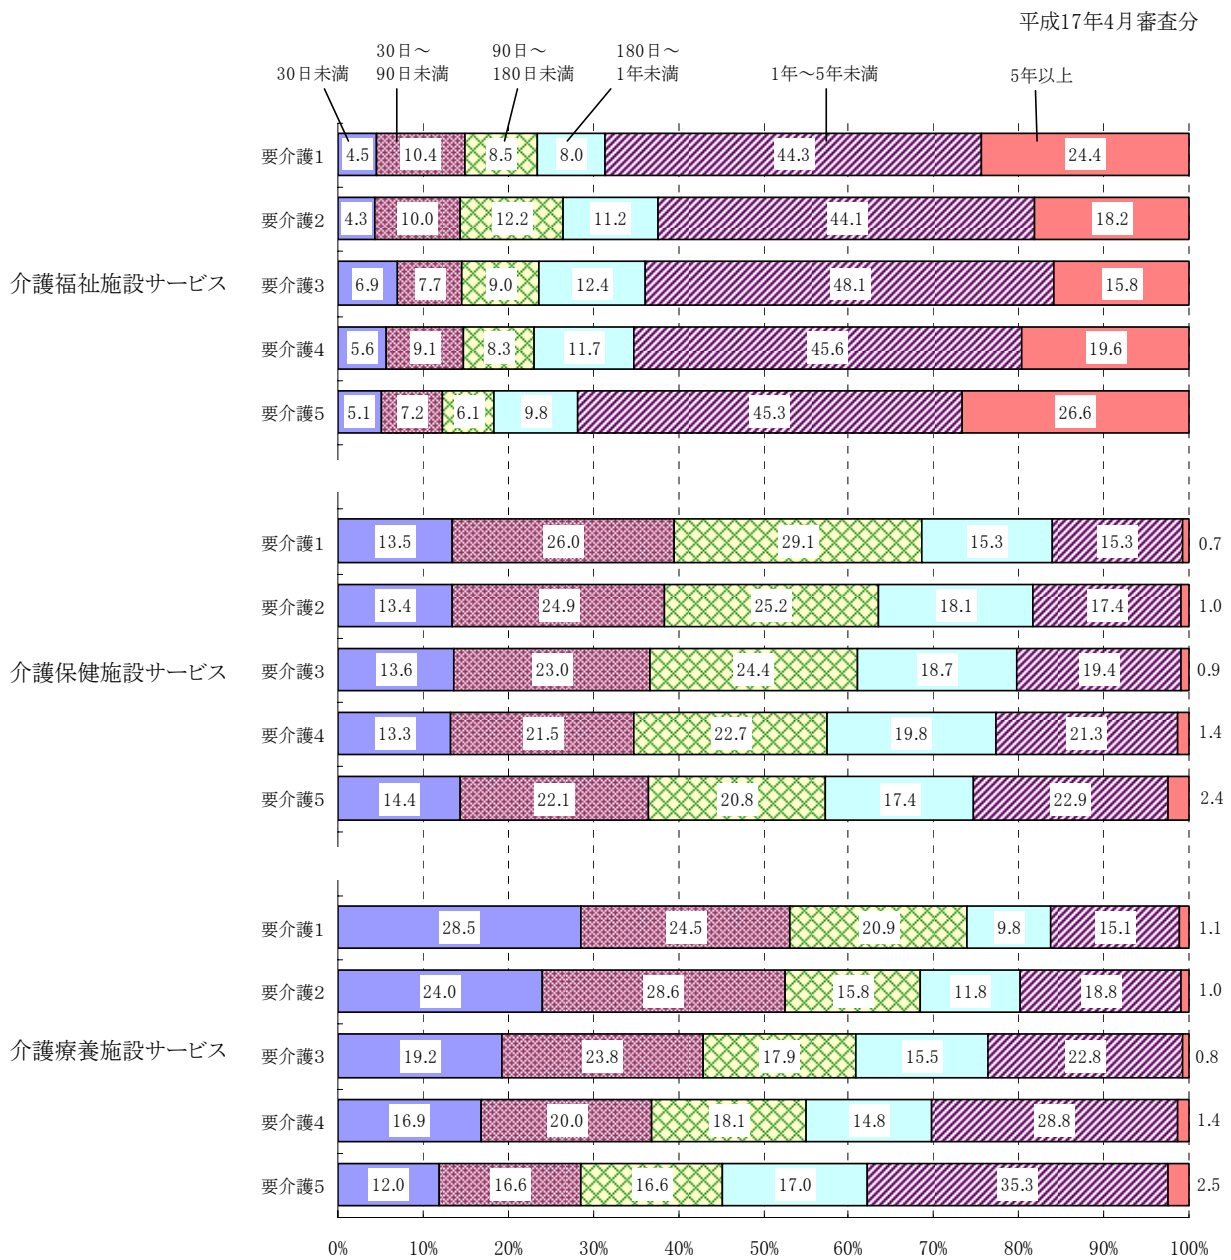 平成17年4月審査分
30日未満
30日～
90日未満
90日～
180日未満
180日～
1年未満
1年～5年未満
5年以上
介護福祉施設サービス
要介護1 4.5 10.4 8.5 8.0 44.3 24.4
要介護2 4.3 10.0 12.2 11.2 44.1 18.2
要介護3 6.9 7.7 9.0 12.4 48.1 15.8
要介護4 5.6 9.1 8.3 11.7 45.6 19.6
要介護5 5.1 7.2 6.1 9.8 45.3 26.6
介護保健施設サービス
要介護1 13.5 26.0 29.1 15.3 15.3 0.7
要介護2 13.4 24.9 25.2 18.1 17.4 1.0
要介護3 13.6 23.0 24.4 18.7 19.4 0.9
要介護4 13.3 21.5 22.7 19.8 21.3 1.4
要介護5 14.4 22.1 20.8 17.4 22.9 2.4
介護療養施設サービス
要介護1 28.5 24.5 20.9 9.8 15.1 1.1
要介護2 24.0 28.6 15.8 11.8 18.8 1.0
要介護3 19.2 23.8 17.9 15.5 22.8 0.8
要介護4 16.9 20.0 18.1 14.8 28.8 1.4
要介護5 12.0 16.6 16.6 17.0 35.3 2.5
0% 10% 20% 30% 40% 50% 60% 70% 80% 90% 100%